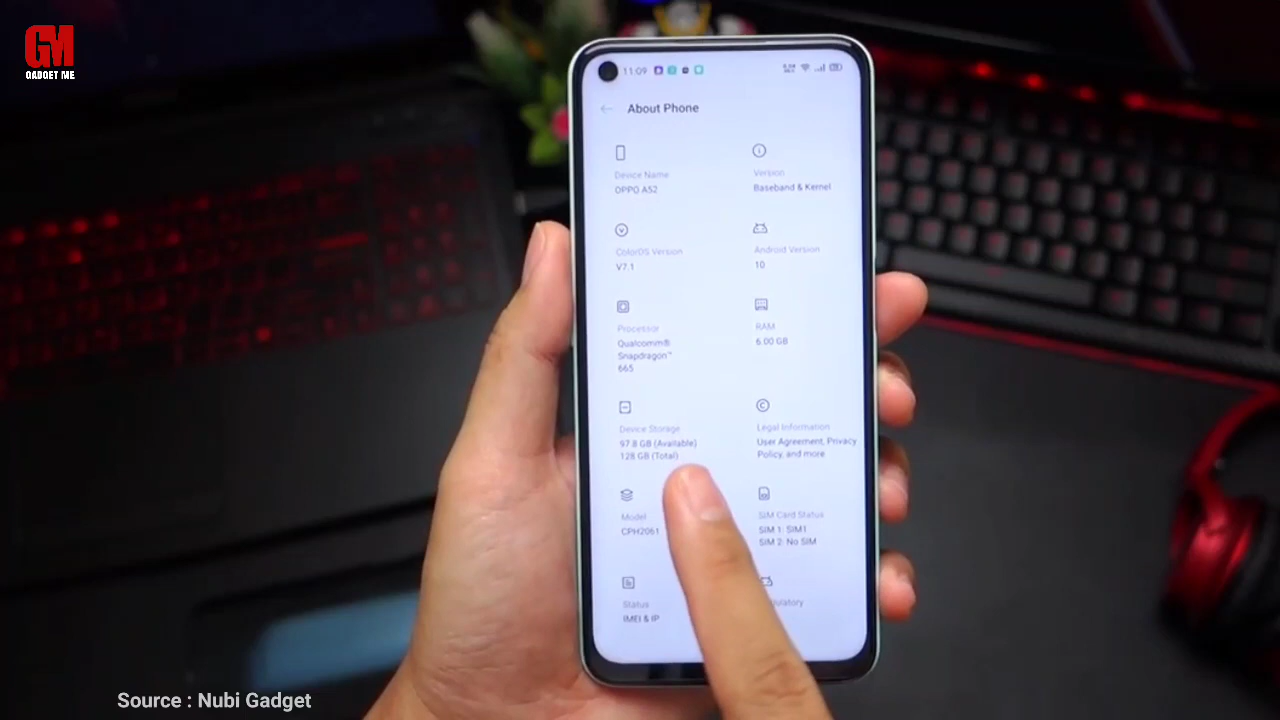 GM
GADGET ME
11:09
About Phone
Device Name
OPPO A52
Version
Baseband & Kernel
ColorOS Version
V7.1
Android Version
10
Processor
Qualcomm®
Snapdragon™
665
RAM
6.00 GB
Device Storage
97.8 GB (Available)
128 GB (Total)
Legal Information
User Agreement, Privacy
Policy, and more
Model
CPH2061
SIM Card Status
SIM 1: SIM1
SIM 2: No SIM
Status
IMEI & IP
Source : Nubi Gadget